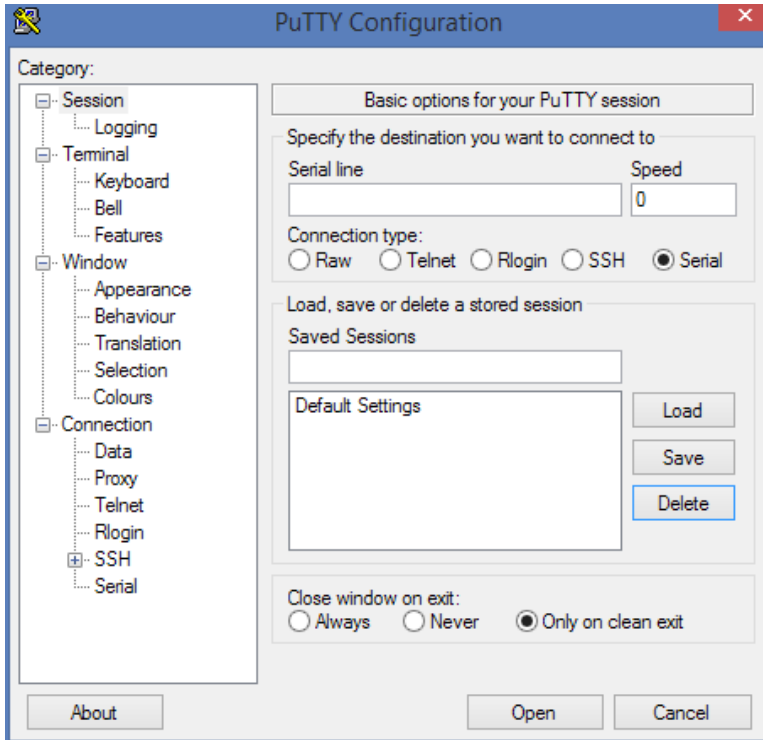 PuTTY Configuration
Category:
Session
Logging
Terminal
Keyboard
Bell
Features
Window
Appearance
Behaviour
Translation
Selection
Colours
Connection
Data
Proxy
Telnet
Rlogin
SSH
Serial
Basic options for your PuTTY session
Specify the destination you want to connect to
Serial line Speed
0
Connection type:
Raw Telnet Rlogin SSH Serial
Load, save or delete a stored session
Saved Sessions
Default Settings
Load
Save
Delete
Close window on exit:
Always Never Only on clean exit
About Open Cancel